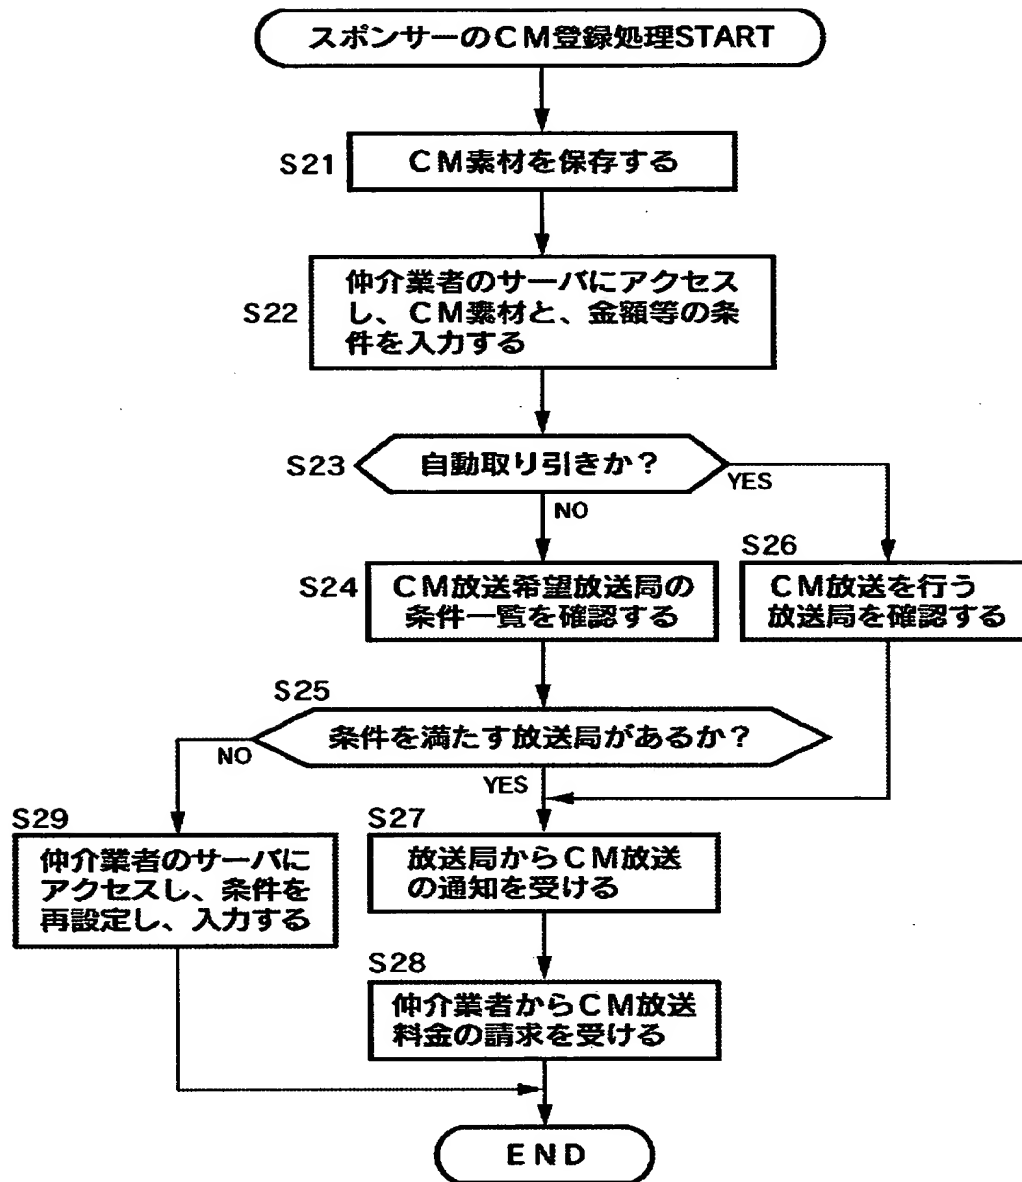 スポンサーのCM登録処理START
S21
CM素材を保存する
S22
仲介業者のサーバにアクセス
し、CM素材と、金額等の条
件を入力する
S23
自動取り引きか?
YES
NO
S24
CM放送希望放送局の
条件一覧を確認する
S26
CM放送を行う
放送局を確認する
S25
条件を満たす放送局があるか?
NO
YES
S29
仲介業者のサーバに
アクセスし、条件を
再設定し、入力する
S27
放送局からCM放送
の通知を受ける
S28
仲介業者からCM放送
料金の請求を受ける
END